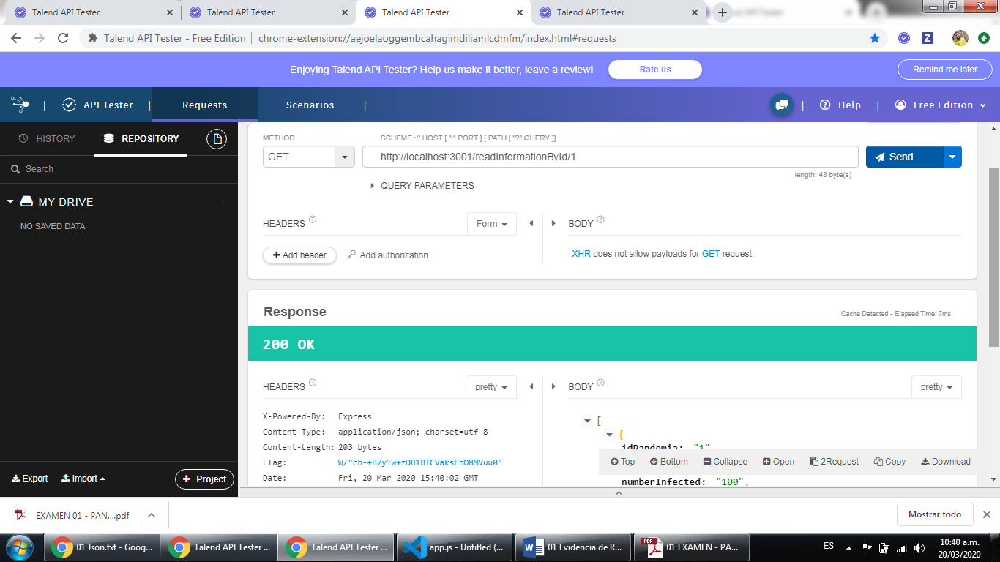 Talend API Tester
Talend API Tester
Talend API Tester
Talend API Tester
Talend API Tester - Free Edition | chrome-extension://aejoelaoggembcahagimdiliamlcdmfm/index.html#requests
Enjoying Talend API Tester? Help us make it better, leave a review! Rate us Remind me later
| API Tester | Requests Scenarios | | Help | Free Edition
HISTORY REPOSITORY
Search
MY DRIVE
NO SAVED DATA
METHOD SCHEME :// HOST [ ":" PORT ] [ PATH [ "?" QUERY ]]
GET http://localhost:3001/readInformationById/1 Send
length: 43 byte(s)
QUERY PARAMETERS
HEADERS ? Form BODY ?
+ Add header Add authorization XHR does not allow payloads for GET request.
Response Cache Detected - Elapsed Time: 7ms
200 OK
HEADERS ? pretty BODY ? pretty
X-Powered-By: Express
Content-Type: application/json; charset=utf-8
Content-Length: 203 bytes
ETag: W/"cb-+B7y1w+zDB1BTCVaksEbO8MVuu0"
Date: Fri, 20 Mar 2020 15:40:02 GMT
[
{
idPandemia: "1"
Top Bottom Collapse Open 2Request Copy Download
numberInfected: "100",
Export Import + Project
EXAMEN 01 - PAN....pdf Mostrar todo
01 Json.txt - Goog... Talend API Tester ... Talend API Tester ... app.js - Untitled (... 01 Evidencia de R... 01 EXAMEN - PA... ES 10:40 a.m.
20/03/2020